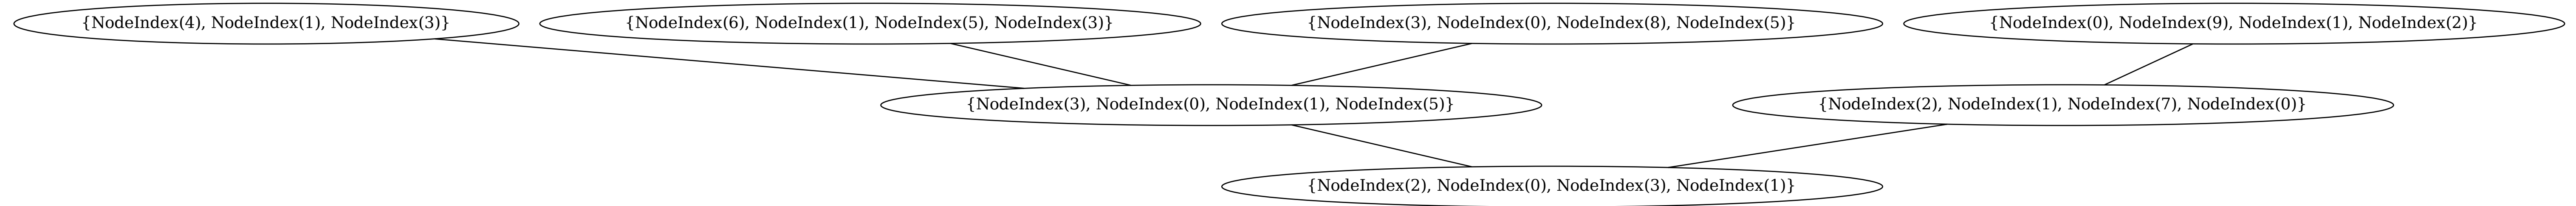 {NodeIndex(4), NodeIndex(1), NodeIndex(3)}
{NodeIndex(6), NodeIndex(1), NodeIndex(5), NodeIndex(3)}
{NodeIndex(3), NodeIndex(0), NodeIndex(8), NodeIndex(5)}
{NodeIndex(0), NodeIndex(9), NodeIndex(1), NodeIndex(2)}
{NodeIndex(3), NodeIndex(0), NodeIndex(1), NodeIndex(5)}
{NodeIndex(2), NodeIndex(1), NodeIndex(7), NodeIndex(0)}
{NodeIndex(2), NodeIndex(0), NodeIndex(3), NodeIndex(1)}